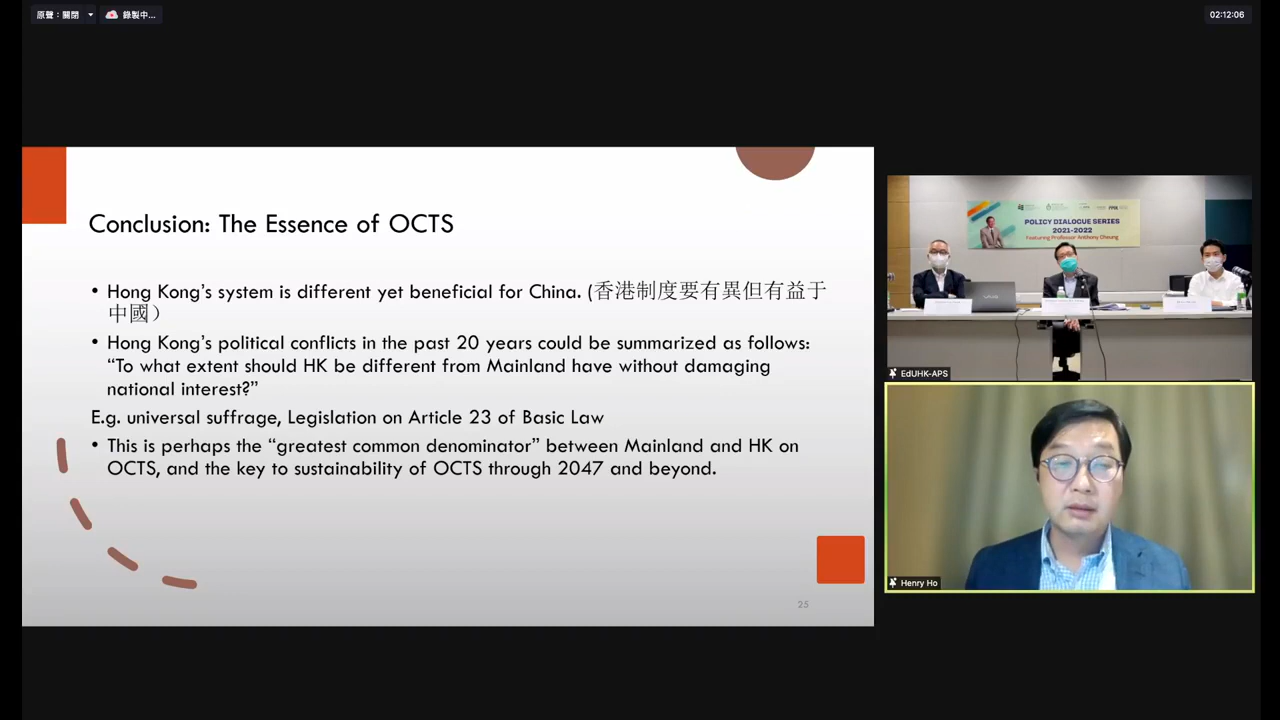 原聲：關閉
錄製中...
02:12:06
Conclusion: The Essence of OCTS
• Hong Kong's system is different yet beneficial for China. (香港制度要有異但有益于
中國）
• Hong Kong's political conflicts in the past 20 years could be summarized as follows:
“To what extent should HK be different from Mainland have without damaging
national interest?”
E.g. universal suffrage, Legislation on Article 23 of Basic Law
• This is perhaps the “greatest common denominator” between Mainland and HK on
OCTS, and the key to sustainability of OCTS through 2047 and beyond.
25
POLICY DIALOGUE SERIES
2021-2022
Featuring Professor Anthony Cheung
EdUHK-APS
Henry Ho